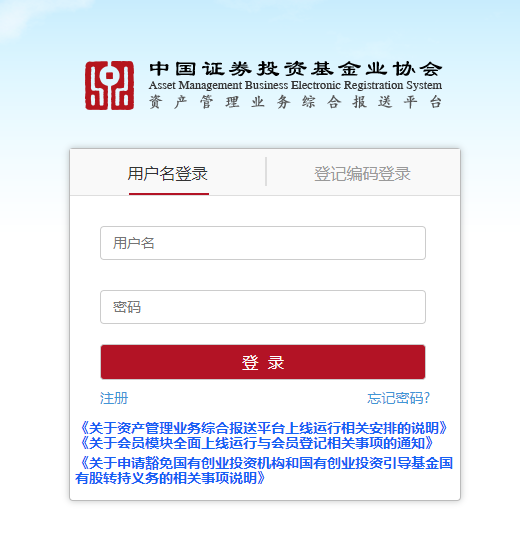 中国证券投资基金业协会
Asset Management Business Electronic Registration System
资产管理业务综合报送平台
用户名登录
登记编码登录
用户名
密码
登 录
注册
忘记密码?
《关于资产管理业务综合报送平台上线运行相关安排的说明》
《关于会员模块全面上线运行与会员登记相关事项的通知》
《关于申请豁免国有创业投资机构和国有创业投资引导基金国
有股转持义务的相关事项说明》